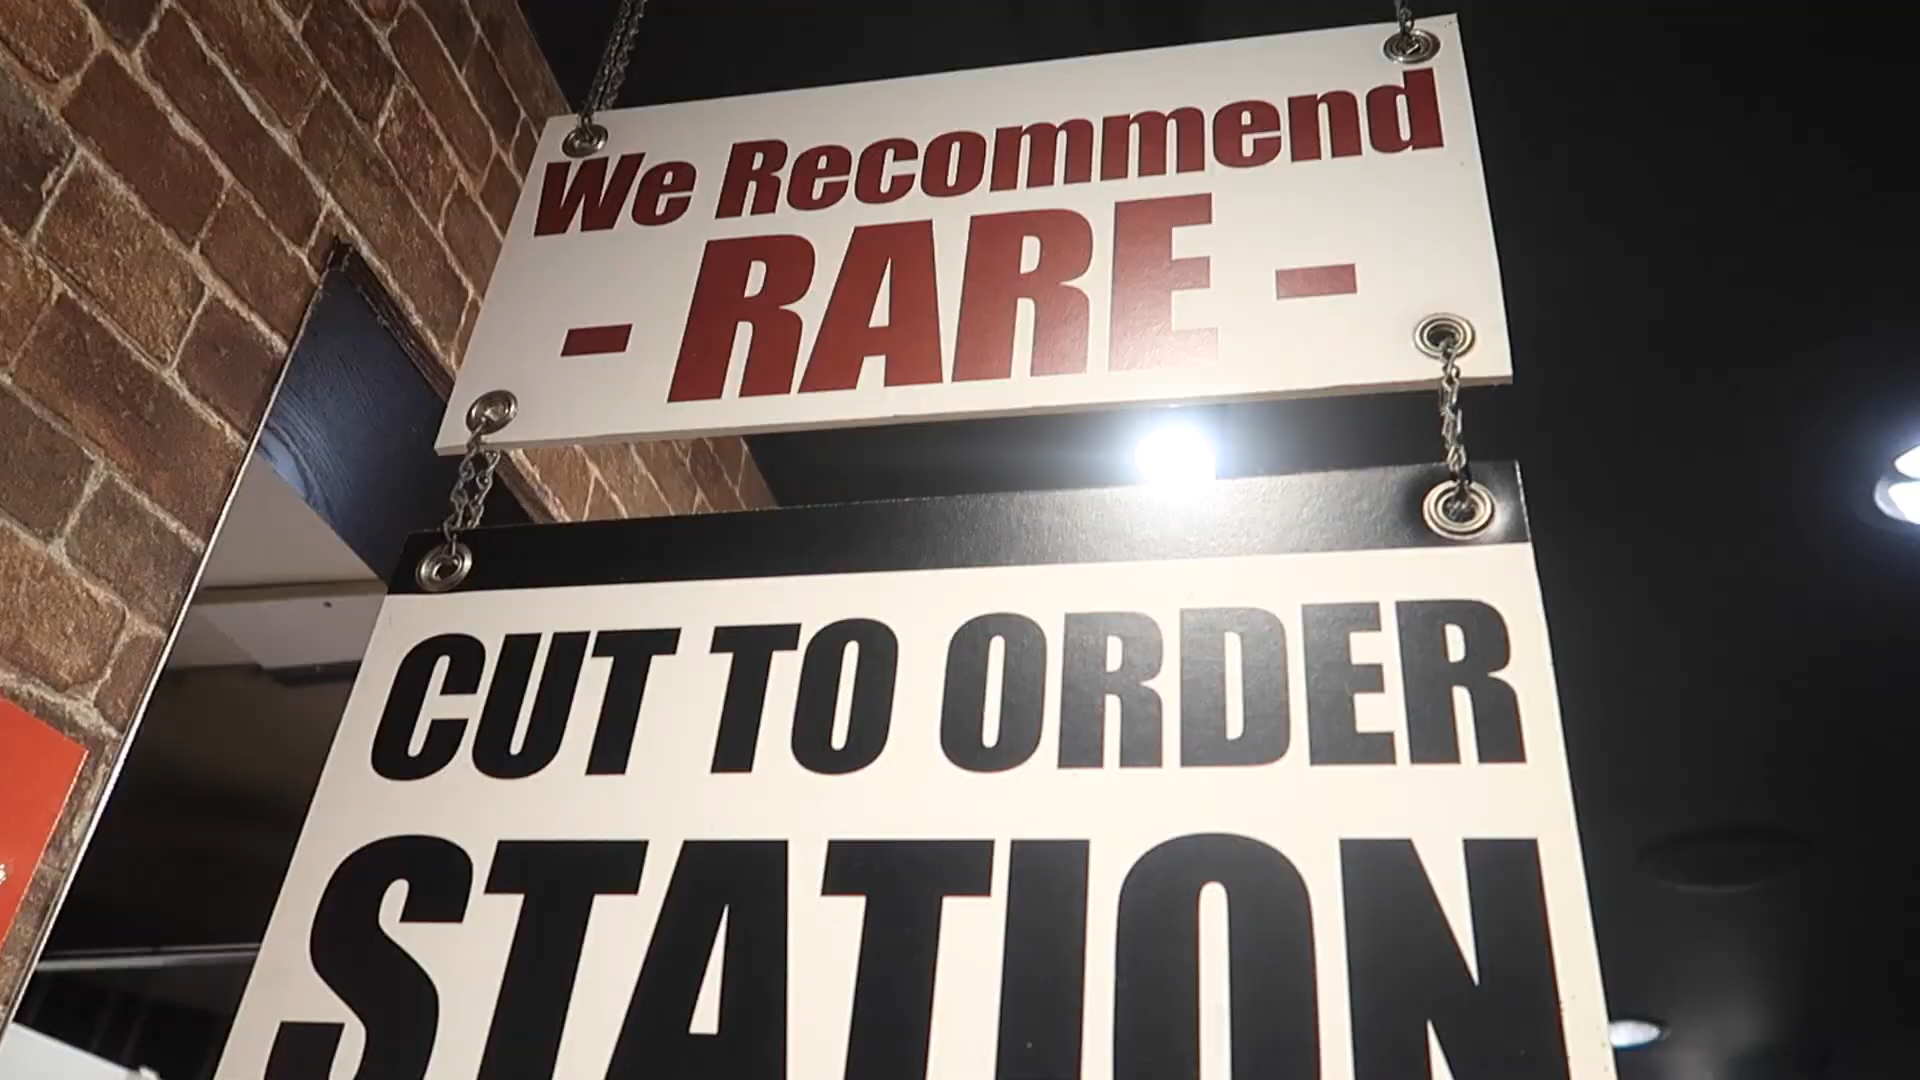 We Recommend
- RARE -
CUT TO ORDER
STATION